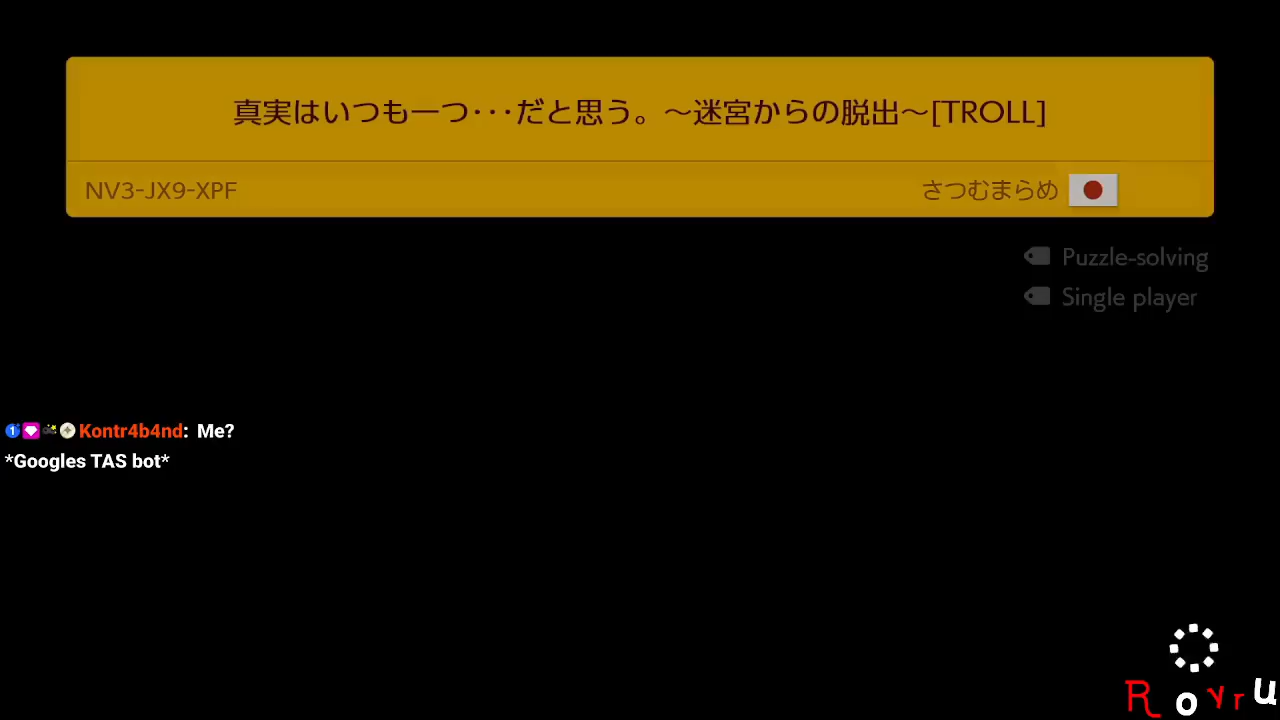 真実はいつも一つ･･･だと思う。～迷宮からの脱出～[TROLL]
NV3-JX9-XPF
さつむまらめ
Puzzle-solving
Single player
Kontr4b4nd: Me?
*Googles TAS bot*
Royru